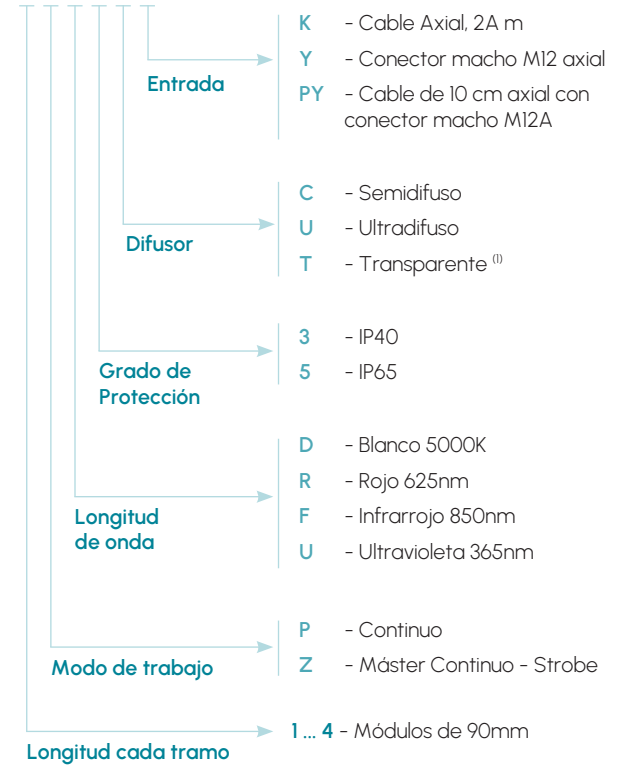 K - Cable Axial, 2A m
Y - Conector macho M12 axial
Entrada
PY - Cable de 10 cm axial con
conector macho M12A
C - Semidifuso
U - Ultradifuso
Difusor
T - Transparente (1)
3 - IP40
5 - IP65
Grado de
Protección
D - Blanco 5000K
R - Rojo 625nm
F - Infrarrojo 850nm
Longitud
de onda
U - Ultravioleta 365nm
P - Continuo
Modo de trabajo
Z - Máster Continuo - Strobe
1 ... 4 - Módulos de 90mm
Longitud cada tramo